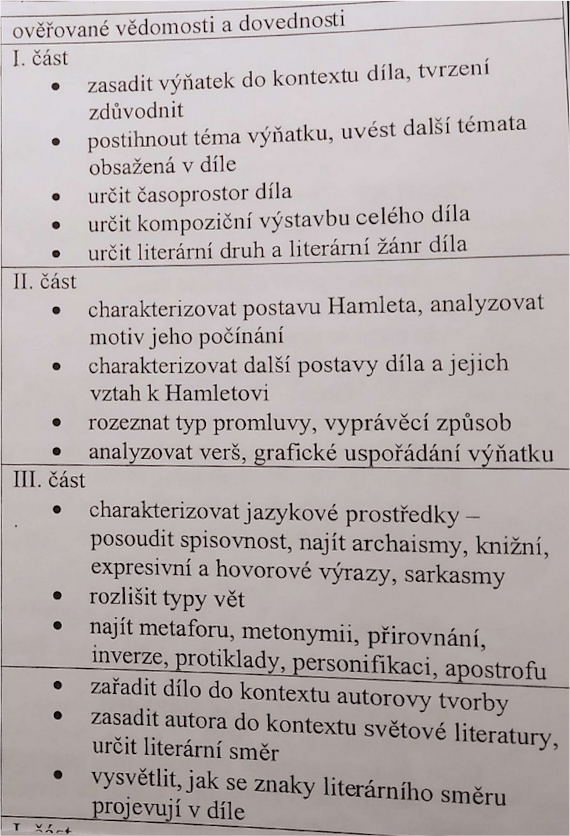 ověřované vědomosti a dovednosti
I. část
• zasadit výňatek do kontextu díla, tvrzení
zdůvodnit
• postihnout téma výňatku, uvést další témata
obsažená v díle
• určit časoprostor díla
• určit kompoziční výstavbu celého díla
• určit literární druh a literární žánr díla
II. část
• charakterizovat postavu Hamleta, analyzovat
motiv jeho počínání
• charakterizovat další postavy díla a jejich
vztah k Hamletovi
• rozeznat typ promluvy, vyprávěcí způsob
• analyzovat verš, grafické uspořádání výňatku
III. část
• charakterizovat jazykové prostředky –
posoudit spisovnost, najít archaismy, knižní,
expresivní a hovorové výrazy, sarkasmy
• rozlišit typy vět
• najít metaforu, metonymii, přirovnání,
inverze, protiklady, personifikaci, apostrofu
• zařadit dílo do kontextu autorovy tvorby
• zasadit autora do kontextu světové literatury,
určit literární směr
• vysvětlit, jak se znaky literárního směru
projevují v díle